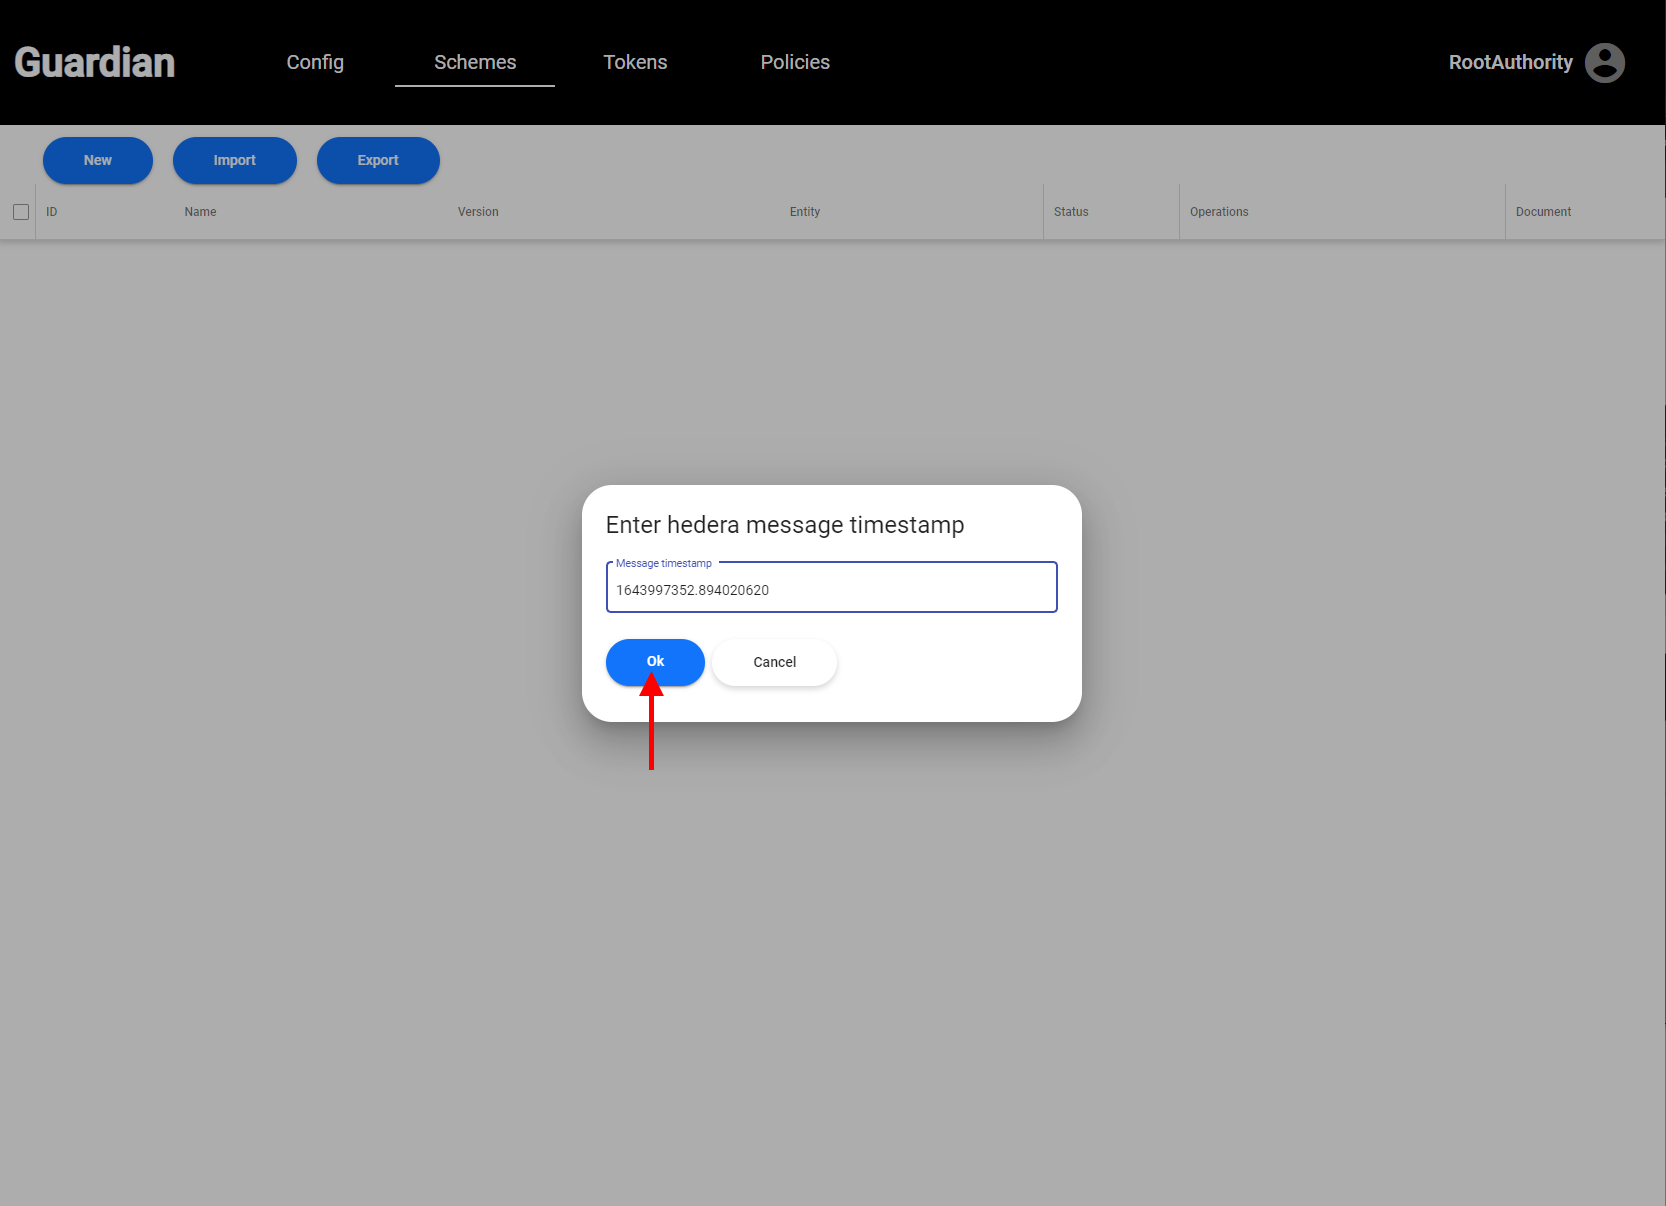 Guardian
Config
Schemes
Tokens
Policies
RootAuthority
New
Import
Export
ID
Name
Version
Entity
Status
Operations
Document
Enter hedera message timestamp
Message timestamp
1643997352.894020620
Ok
Cancel